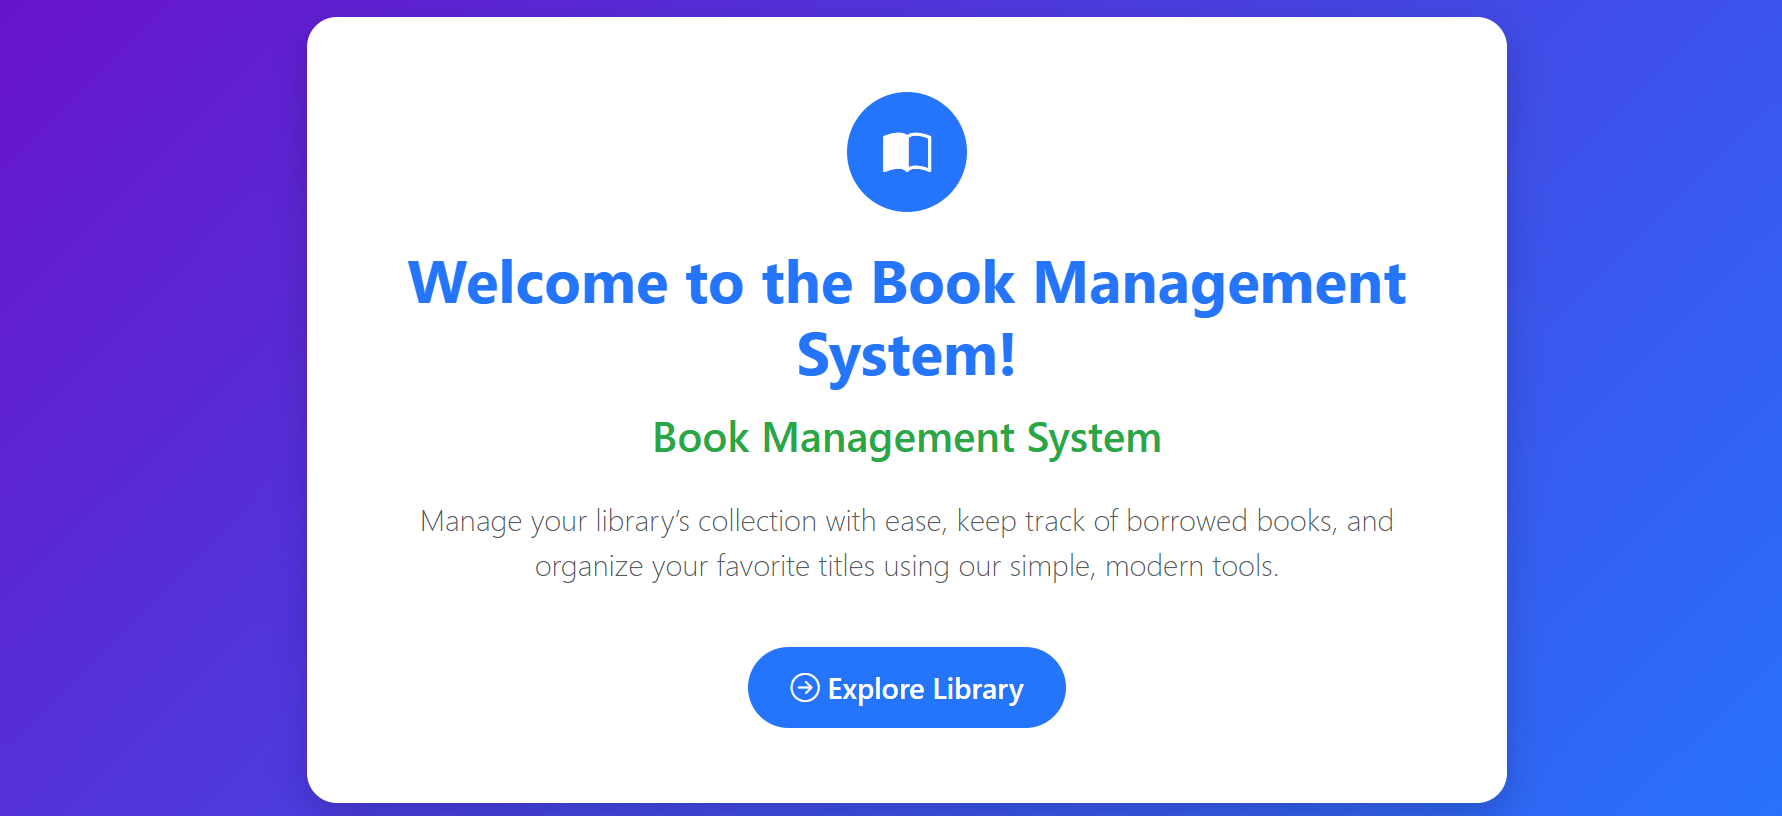 Welcome to the Book Management
System!
Book Management System
Manage your library’s collection with ease, keep track of borrowed books, and
organize your favorite titles using our simple, modern tools.
Explore Library